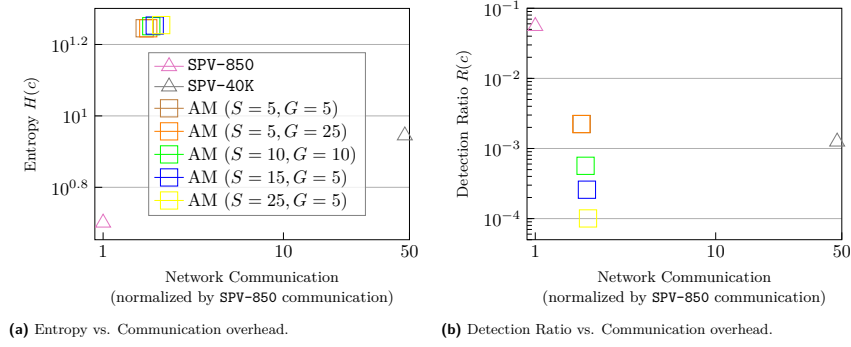 10^1.2
10^1
10^0.8
Entropy H(c)
SPV-850
SPV-40K
AM (S = 5, G = 5)
AM (S = 5, G = 25)
AM (S = 10, G = 10)
AM (S = 15, G = 5)
AM (S = 25, G = 5)
1
10
50
Network Communication
(normalized by SPV-850 communication)
(a) Entropy vs. Communication overhead.
10^−1
10^−2
10^−3
10^−4
Detection Ratio R(c)
1
10
50
Network Communication
(normalized by SPV-850 communication)
(b) Detection Ratio vs. Communication overhead.